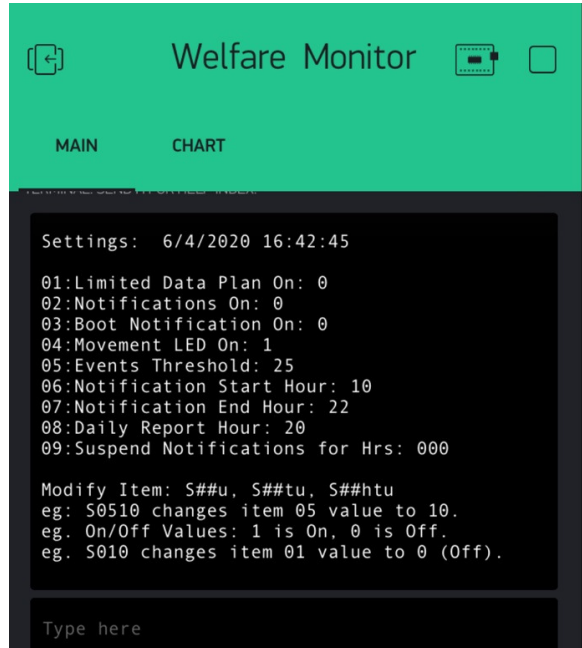 Welfare Monitor
MAIN CHART
Settings: 6/4/2020 16:42:45
01:Limited Data Plan On: 0
02:Notifications On: 0
03:Boot Notification On: 0
04:Movement LED On: 1
05:Events Threshold: 25
06:Notification Start Hour: 10
07:Notification End Hour: 22
08:Daily Report Hour: 20
09:Suspend Notifications for Hrs: 000
Modify Item: S##u, S##tu, S##htu
eg: S0510 changes item 05 value to 10.
eg. On/Off Values: 1 is On, 0 is Off.
eg. S010 changes item 01 value to 0 (Off).
Type here